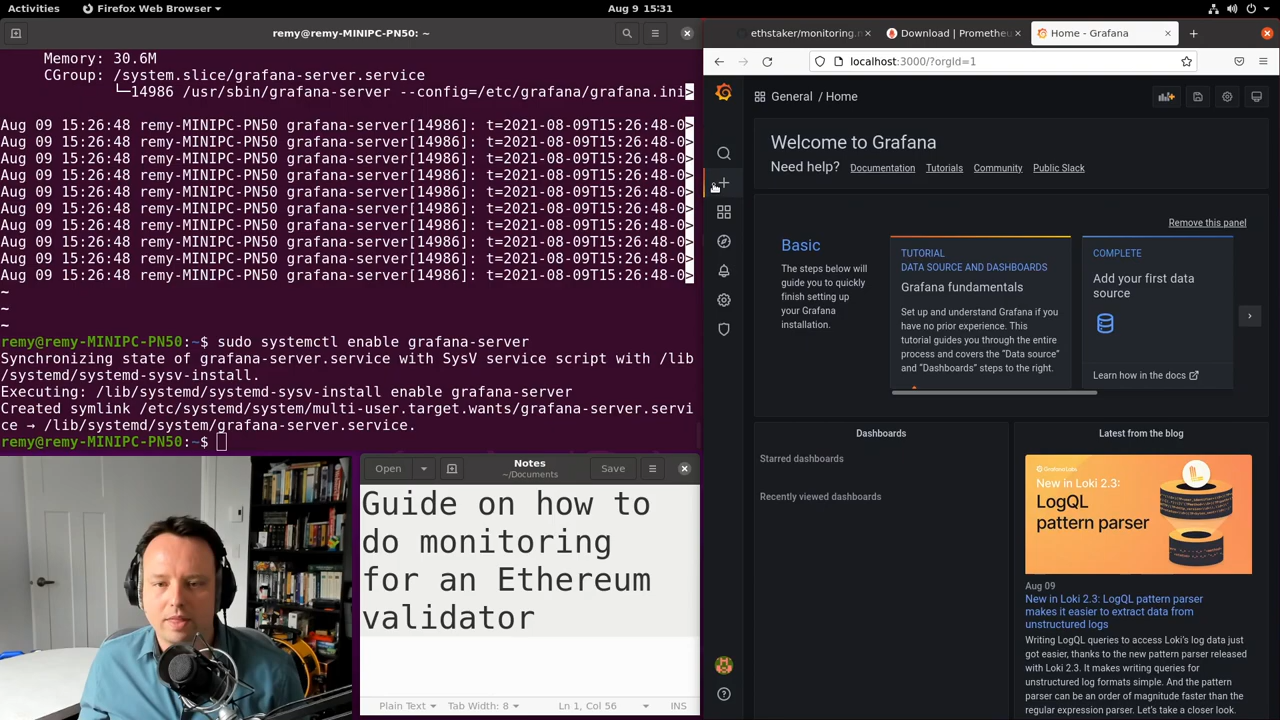 Activities
Firefox Web Browser
Aug 9 15:31
remy@remy-MINIPC-PN50: ~
Memory: 30.6M
CGroup: /system.slice/grafana-server.service
└─14986 /usr/sbin/grafana-server --config=/etc/grafana/grafana.ini>
Aug 09 15:26:48 remy-MINIPC-PN50 grafana-server[14986]: t=2021-08-09T15:26:48-0>
Aug 09 15:26:48 remy-MINIPC-PN50 grafana-server[14986]: t=2021-08-09T15:26:48-0>
Aug 09 15:26:48 remy-MINIPC-PN50 grafana-server[14986]: t=2021-08-09T15:26:48-0>
Aug 09 15:26:48 remy-MINIPC-PN50 grafana-server[14986]: t=2021-08-09T15:26:48-0>
Aug 09 15:26:48 remy-MINIPC-PN50 grafana-server[14986]: t=2021-08-09T15:26:48-0>
Aug 09 15:26:48 remy-MINIPC-PN50 grafana-server[14986]: t=2021-08-09T15:26:48-0>
Aug 09 15:26:48 remy-MINIPC-PN50 grafana-server[14986]: t=2021-08-09T15:26:48-0>
Aug 09 15:26:48 remy-MINIPC-PN50 grafana-server[14986]: t=2021-08-09T15:26:48-0>
Aug 09 15:26:48 remy-MINIPC-PN50 grafana-server[14986]: t=2021-08-09T15:26:48-0>
Aug 09 15:26:48 remy-MINIPC-PN50 grafana-server[14986]: t=2021-08-09T15:26:48-0>
~
~
~
remy@remy-MINIPC-PN50:~$ sudo systemctl enable grafana-server
Synchronizing state of grafana-server.service with SysV service script with /lib
/systemd/systemd-sysv-install.
Executing: /lib/systemd/systemd-sysv-install enable grafana-server
Created symlink /etc/systemd/system/multi-user.target.wants/grafana-server.servi
ce → /lib/systemd/system/grafana-server.service.
remy@remy-MINIPC-PN50:~$
Open
Notes
~/Documents
Save
Guide on how to
do monitoring
for an Ethereum
validator
Plain Text
Tab Width: 8
Ln 1, Col 56
INS
ethstaker/monitoring.n
Download | Prometheu
Home - Grafana
localhost:3000/?orgId=1
General / Home
Welcome to Grafana
Need help?
Documentation
Tutorials
Community
Public Slack
Remove this panel
Basic
The steps below will
guide you to quickly
finish setting up
your Grafana
installation.
TUTORIAL
DATA SOURCE AND DASHBOARDS
Grafana fundamentals
Set up and understand Grafana if you
have no prior experience. This
tutorial guides you through the entire
process and covers the “Data source”
and “Dashboards” steps to the right.
COMPLETE
Add your first data
source
Learn how in the docs
Dashboards
Starred dashboards
Recently viewed dashboards
Latest from the blog
GrafanaLabs
New in Loki 2.3:
LogQL
pattern parser
Aug 09
New in Loki 2.3: LogQL pattern parser
makes it easier to extract data from
unstructured logs
Writing LogQL queries to access Loki’s log data just
got easier, thanks to the new pattern parser released
with Loki 2.3. It makes writing queries for
unstructured log formats simple. And the pattern
parser can be an order of magnitude faster than the
regular expression parser. Let’s take a closer look.